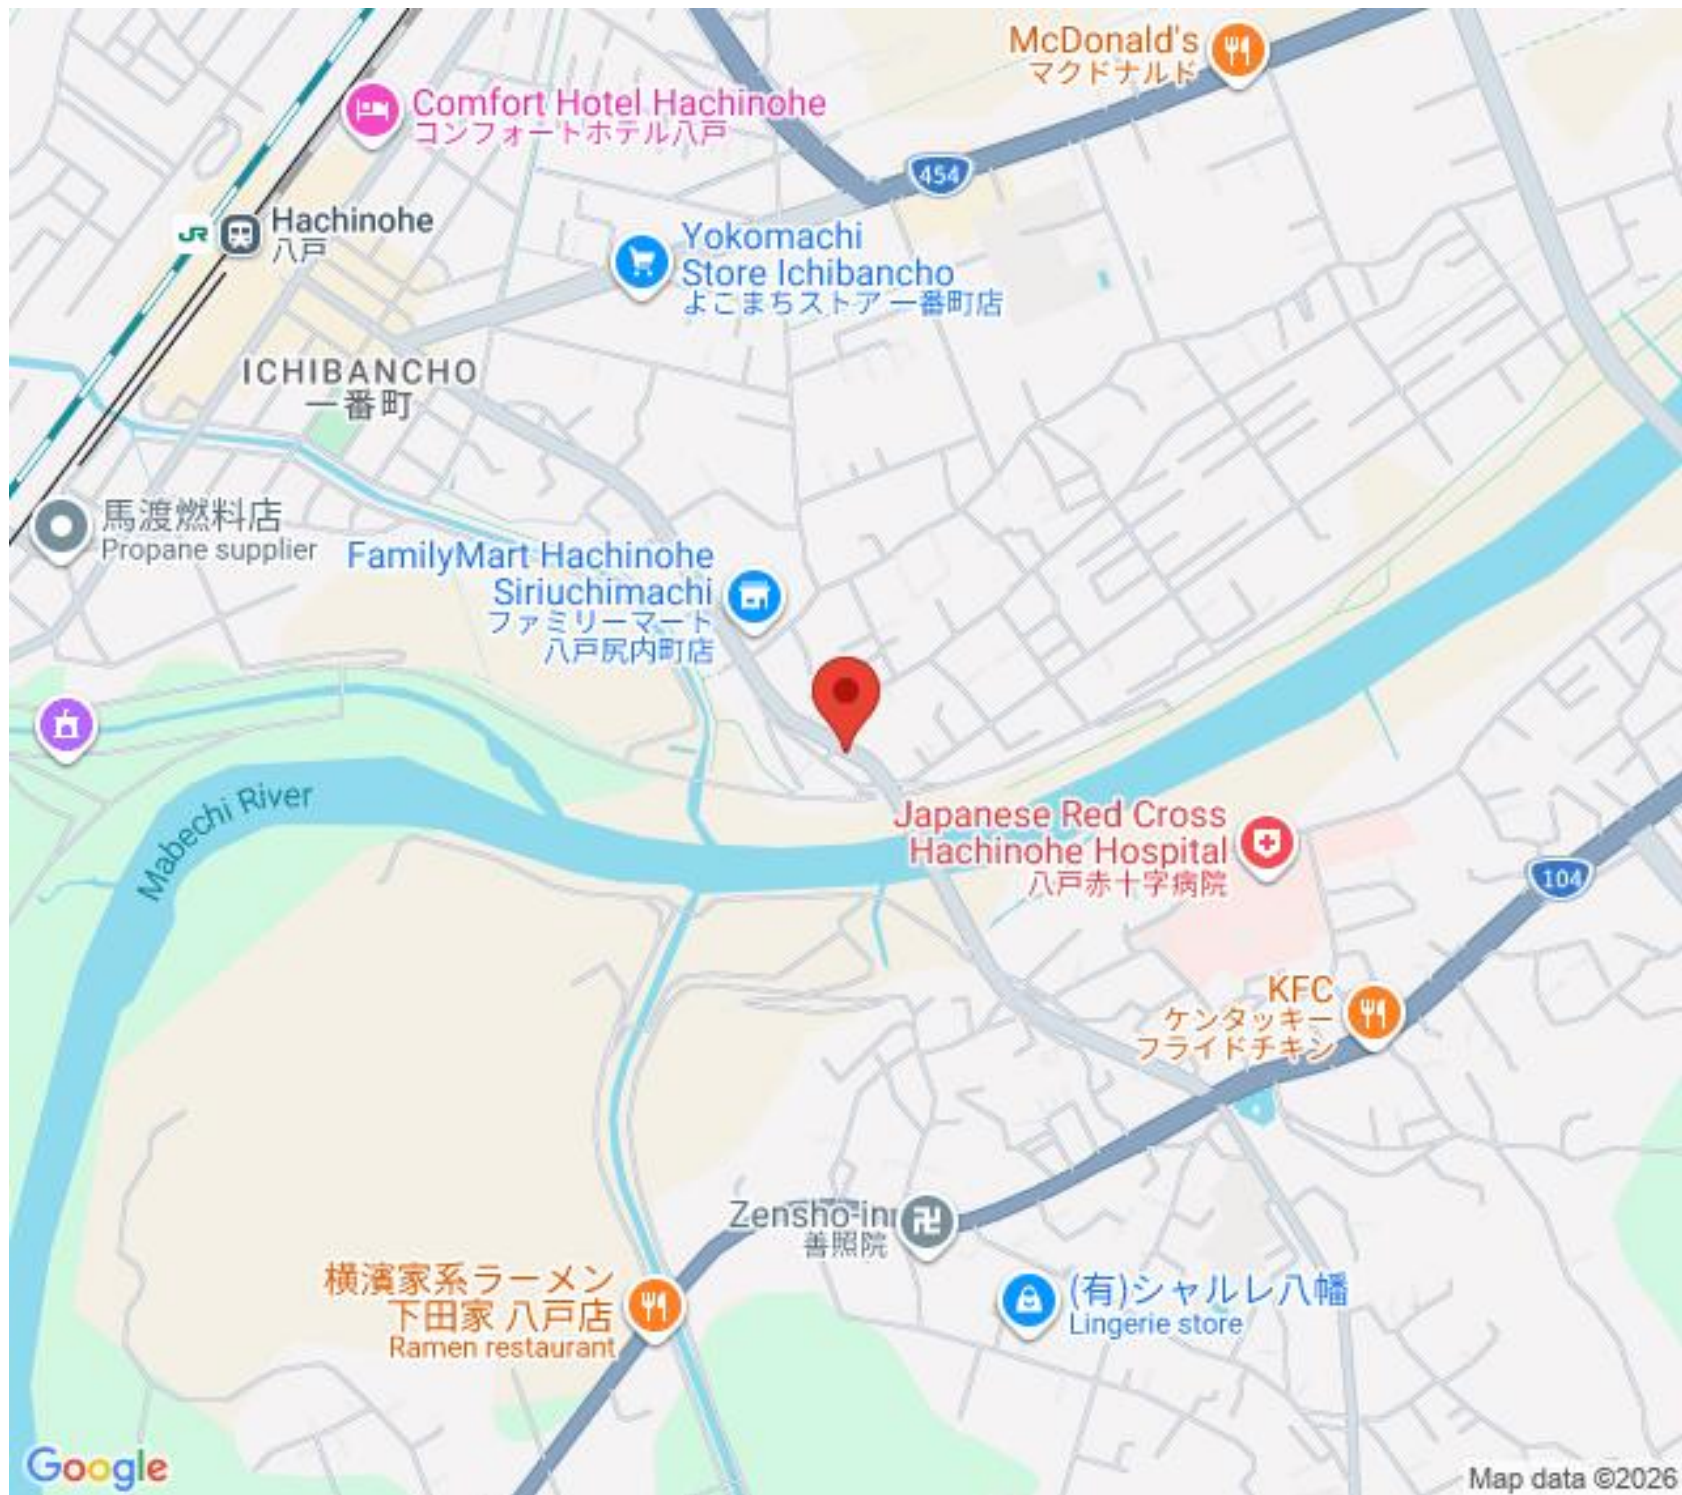 McDonald's
マクドナルド
Comfort Hotel Hachinohe
コンフォートホテル八戸
454
JR
Hachinohe
八戸
Yokomachi
Store Ichibancho
よこまちストア 一番町店
ICHIBANCHO
一番町
馬渡燃料店
Propane supplier
FamilyMart Hachinohe
Siriuchimachi
ファミリーマート
八戸尻内町店
Mabechi River
Japanese Red Cross
Hachinohe Hospital
八戸赤十字病院
104
KFC
ケンタッキー
フライドチキン
Zensho-in
善照院
横濱家系ラーメン
下田家 八戸店
Ramen restaurant
(有)シャルレ八幡
Lingerie store
Google
Map data ©2026